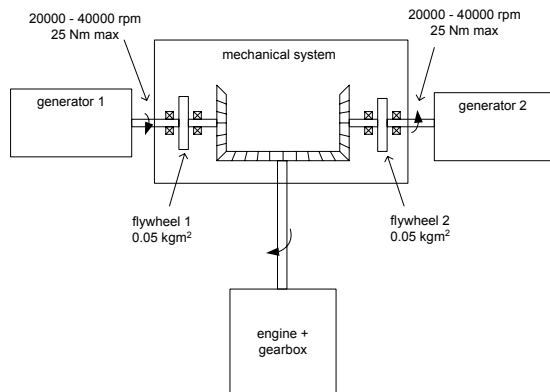 20000 - 40000 rpm
25 Nm max
20000 - 40000 rpm
25 Nm max
mechanical system
generator 1
generator 2
flywheel 1
0.05 kgm²
flywheel 2
0.05 kgm²
engine +
gearbox